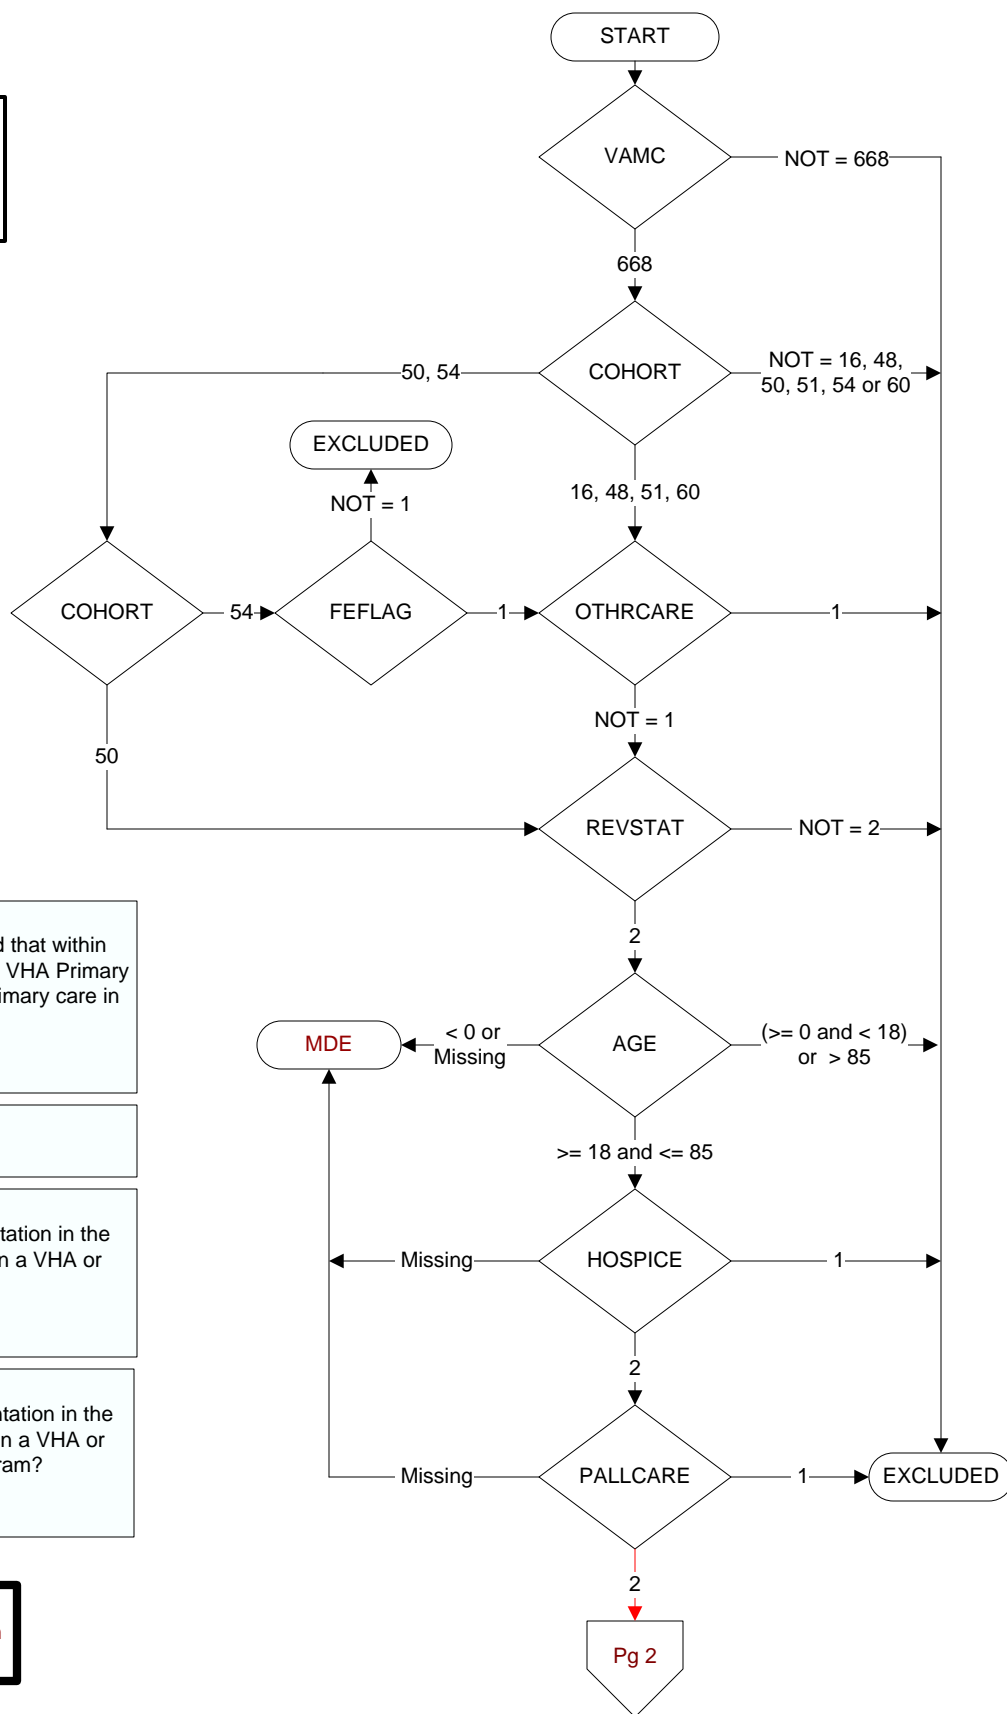 START
VAMC
NOT = 668
668
COHORT
50, 54
NOT = 16, 48,
50, 51, 54 or 60
EXCLUDED
NOT = 1
16, 48, 51, 60
COHORT
54
FEFLAG
1
OTHRCARE
1
NOT = 1
50
REVSTAT
NOT = 2
2
that within
VHA Primary
imary care in
MDE
< 0 or
Missing
AGE
(>= 0 and < 18)
or > 85
>= 18 and <= 85
tation in the
n a VHA or
Missing
HOSPICE
1
2
tation in the
n a VHA or
ram?
Missing
PALLCARE
1
EXCLUDED
2
Pg 2